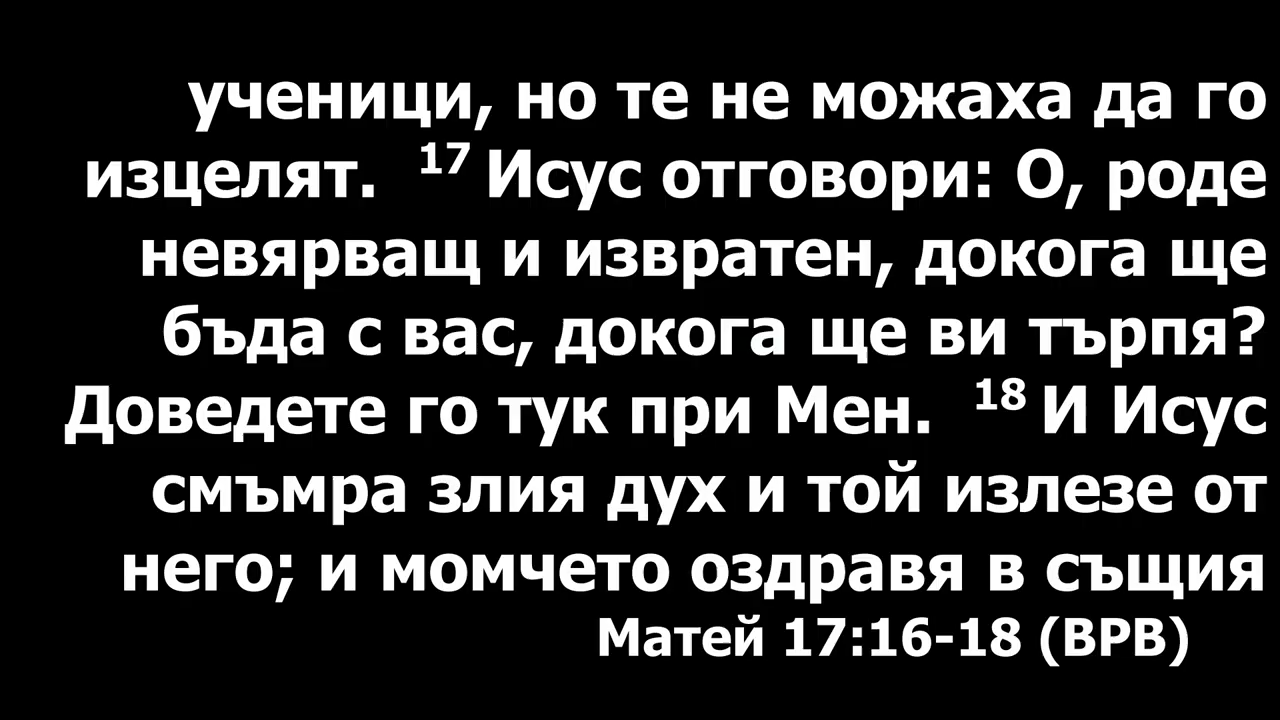 ученици, но те не можаха да го
изцелят. 17 Исус отговори: О, роде
невярващ и извратен, докога ще
бъда с вас, докога ще ви търпя?
Доведете го тук при Мен. 18 И Исус
смъмра злия дух и той излезе от
него; и момчето оздравя в същия
Матей 17:16-18 (ВРВ)